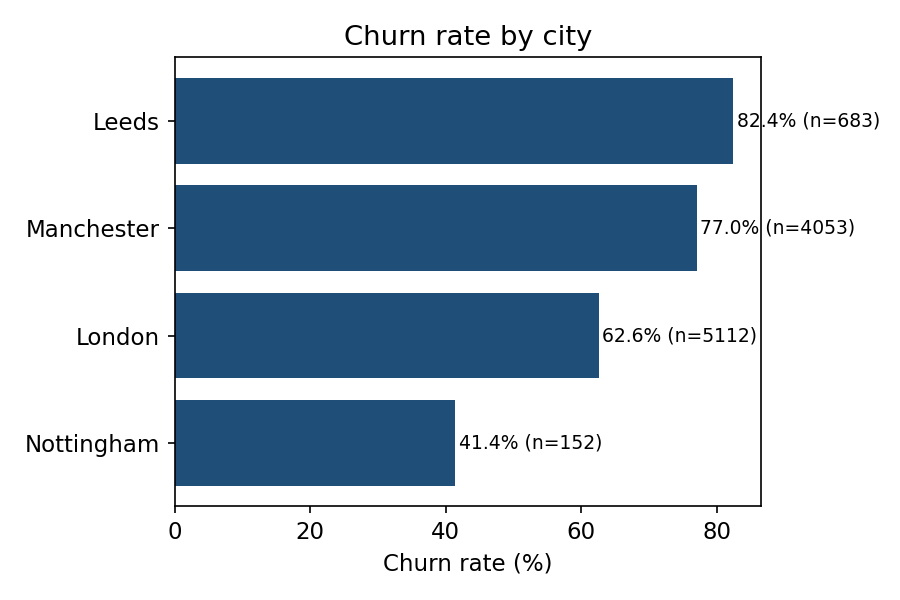 Churn rate by city
Leeds 82.4% (n=683)
Manchester 77.0% (n=4053)
London 62.6% (n=5112)
Nottingham 41.4% (n=152)
0 20 40 60 80
Churn rate (%)